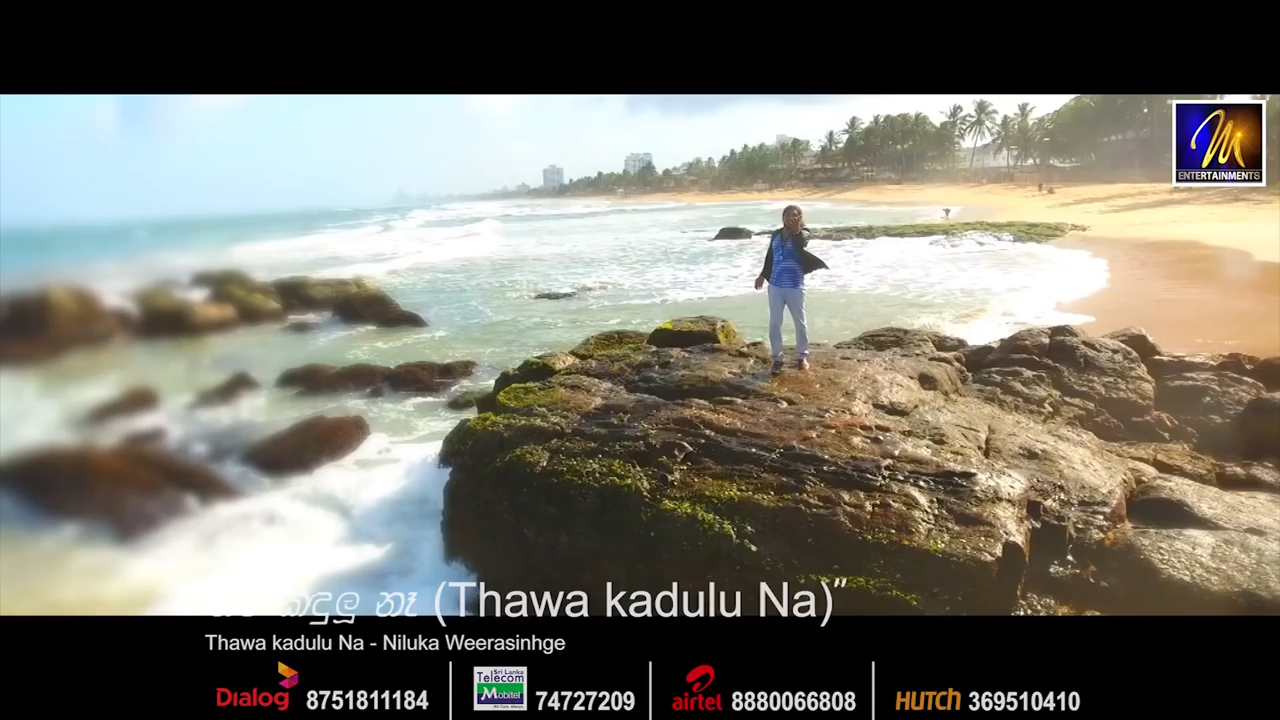 ENTERTAINMENTS
කඳුලු නෑ (Thawa kadulu Na)"
Thawa kadulu Na - Niluka Weerasinhge
Dialog 8751811184
Sri Lanka
Telecom
Mobitel
74727209
airtel 8880066808
HUTCH 369510410